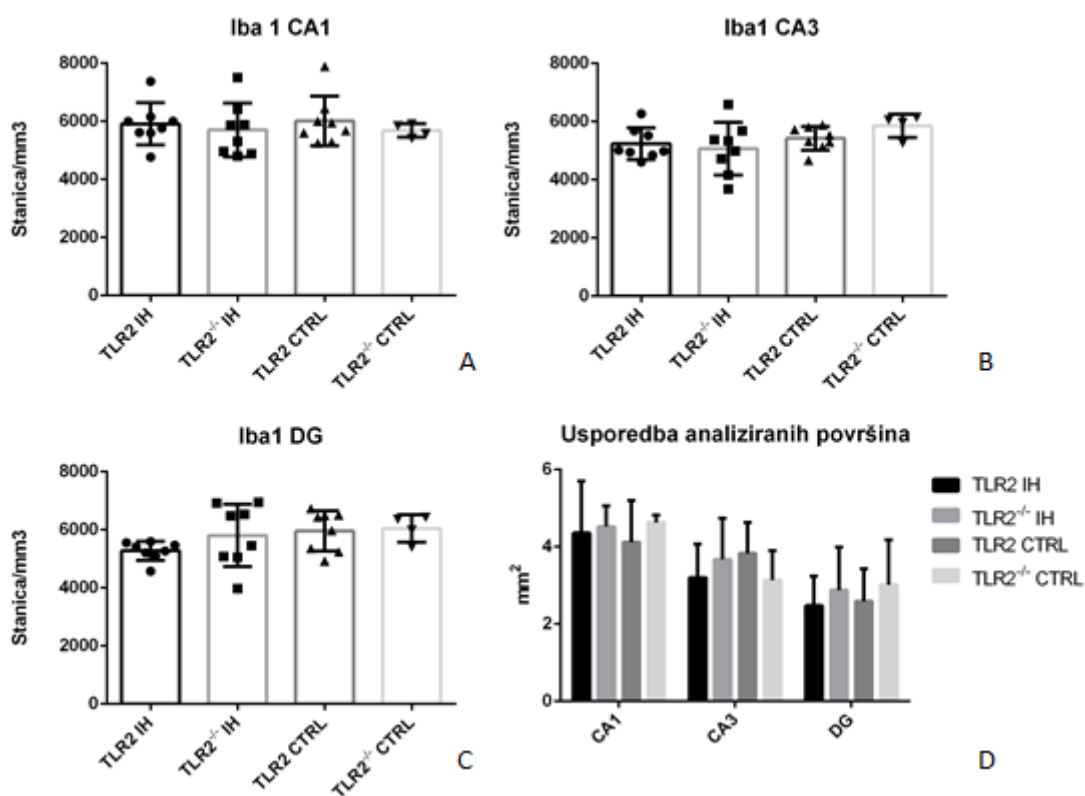 Iba 1 CA1
8000
6000
4000
2000
0
Stanica/mm3
TLR2 IH
TLR2-/- IH
TLR2 CTRL
TLR2-/- CTRL
A
Iba1 CA3
8000
6000
4000
2000
0
Stanica/mm3
TLR2 IH
TLR2-/- IH
TLR2 CTRL
TLR2-/- CTRL
B
Iba1 DG
8000
6000
4000
2000
0
Stanica/mm3
TLR2 IH
TLR2-/- IH
TLR2 CTRL
TLR2-/- CTRL
C
Usporedba analiziranih površina
6
4
2
0
mm²
CA1
CA3
DG
TLR2 IH
TLR2-/- IH
TLR2 CTRL
TLR2-/- CTRL
D